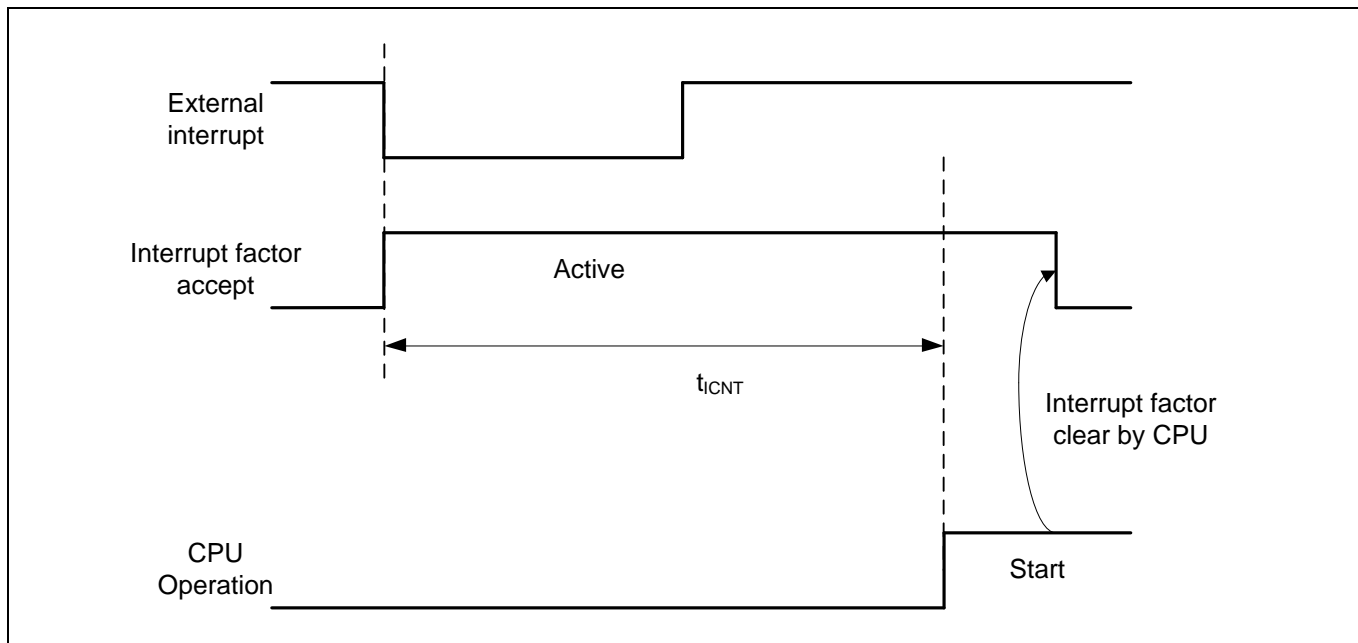 External
interrupt
Interrupt factor
accept
Active
tICNT
Interrupt factor
clear by CPU
CPU
Operation
Start